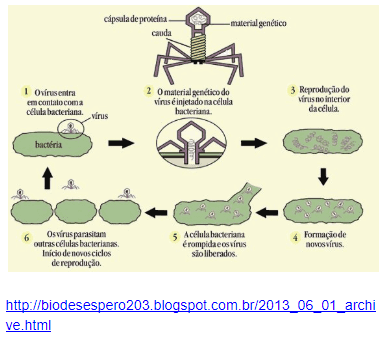 cápsula de proteína
material genético
cauda
1 O vírus entra
em contato com a
célula bacteriana.
vírus
bactéria
2 O material genético do
vírus é injetado na célula
bacteriana.
3 Reprodução do
vírus no interior
da célula.
6 Os vírus parasitam
outras células bacterianas.
Início de novos ciclos
de reprodução.
5 A célula bacteriana
é rompida e os vírus
são liberados.
4 Formação de
novos vírus.
http://biodesespero203.blogspot.com.br/2013_06_01_archi
ve.html